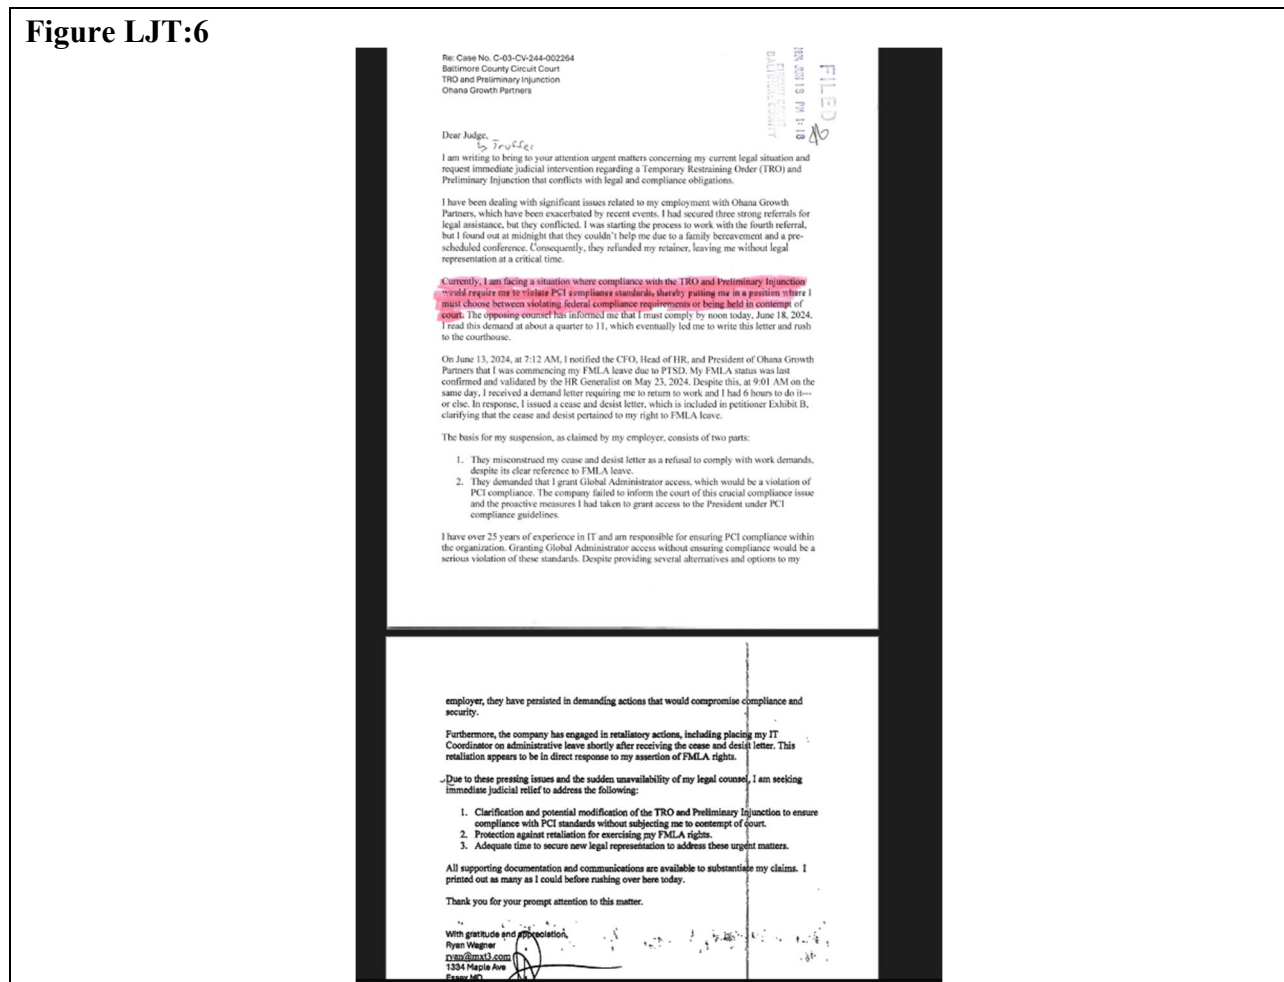 Figure LJT:6
Re: Case No. C-03-CV-244-002264
Baltimore County Circuit Court
TRO and Preliminary Injunction
Ohana Growth Partners
FILED
2024 JUN 18 PM 1:18
CIRCUIT COURT
BALTIMORE COUNTY
Dear Judge,
Truffer
I am writing to bring to your attention urgent matters concerning my current legal situation and
request immediate judicial intervention regarding a Temporary Restraining Order (TRO) and
Preliminary Injunction that conflicts with legal and compliance obligations.
I have been dealing with significant issues related to my employment with Ohana Growth
Partners, which have been exacerbated by recent events. I had secured three strong referrals for
legal assistance, but they conflicted. I was starting the process to work with the fourth referral,
but I found out at midnight that they couldn't help me due to a family bereavement and a pre-
scheduled conference. Consequently, they refunded my retainer, leaving me without legal
representation at a critical time.
Currently, I am facing a situation where compliance with the TRO and Preliminary Injunction
would require me to violate PCI compliance standards, thereby putting me in a position where I
must choose between violating federal compliance requirements or being held in contempt of
court. The opposing counsel has informed me that I must comply by noon today, June 18, 2024.
I read this demand at about a quarter to 11, which eventually led me to write this letter and rush
to the courthouse.
On June 13, 2024, at 7:12 AM, I notified the CFO, Head of HR, and President of Ohana Growth
Partners that I was commencing my FMLA leave due to PTSD. My FMLA status was last
confirmed and validated by the HR Generalist on May 23, 2024. Despite this, at 9:01 AM on the
same day, I received a demand letter requiring me to return to work and I had 6 hours to do it---
or else. In response, I issued a cease and desist letter, which is included in petitioner Exhibit B,
clarifying that the cease and desist pertained to my right to FMLA leave.
The basis for my suspension, as claimed by my employer, consists of two parts:
1. They misconstrued my cease and desist letter as a refusal to comply with work demands,
despite its clear reference to FMLA leave.
2. They demanded that I grant Global Administrator access, which would be a violation of
PCI compliance. The company failed to inform the court of this crucial compliance issue
and the proactive measures I had taken to grant access to the President under PCI
compliance guidelines.
I have over 25 years of experience in IT and am responsible for ensuring PCI compliance within
the organization. Granting Global Administrator access without ensuring compliance would be a
serious violation of these standards. Despite providing several alternatives and options to my
employer, they have persisted in demanding actions that would compromise compliance and
security.
Furthermore, the company has engaged in retaliatory actions, including placing my IT
Coordinator on administrative leave shortly after receiving the cease and desist letter. This
retaliation appears to be in direct response to my assertion of FMLA rights.
Due to these pressing issues and the sudden unavailability of my legal counsel, I am seeking
immediate judicial relief to address the following:
1. Clarification and potential modification of the TRO and Preliminary Injunction to ensure
compliance with PCI standards without subjecting me to contempt of court.
2. Protection against retaliation for exercising my FMLA rights.
3. Adequate time to secure new legal representation to address these urgent matters.
All supporting documentation and communications are available to substantiate my claims. I
printed out as many as I could before rushing over here today.
Thank you for your prompt attention to this matter.
With gratitude and appreciation,
Ryan Wagner
ryan@mxt3.com
1334 Maple Ave
Essex MD